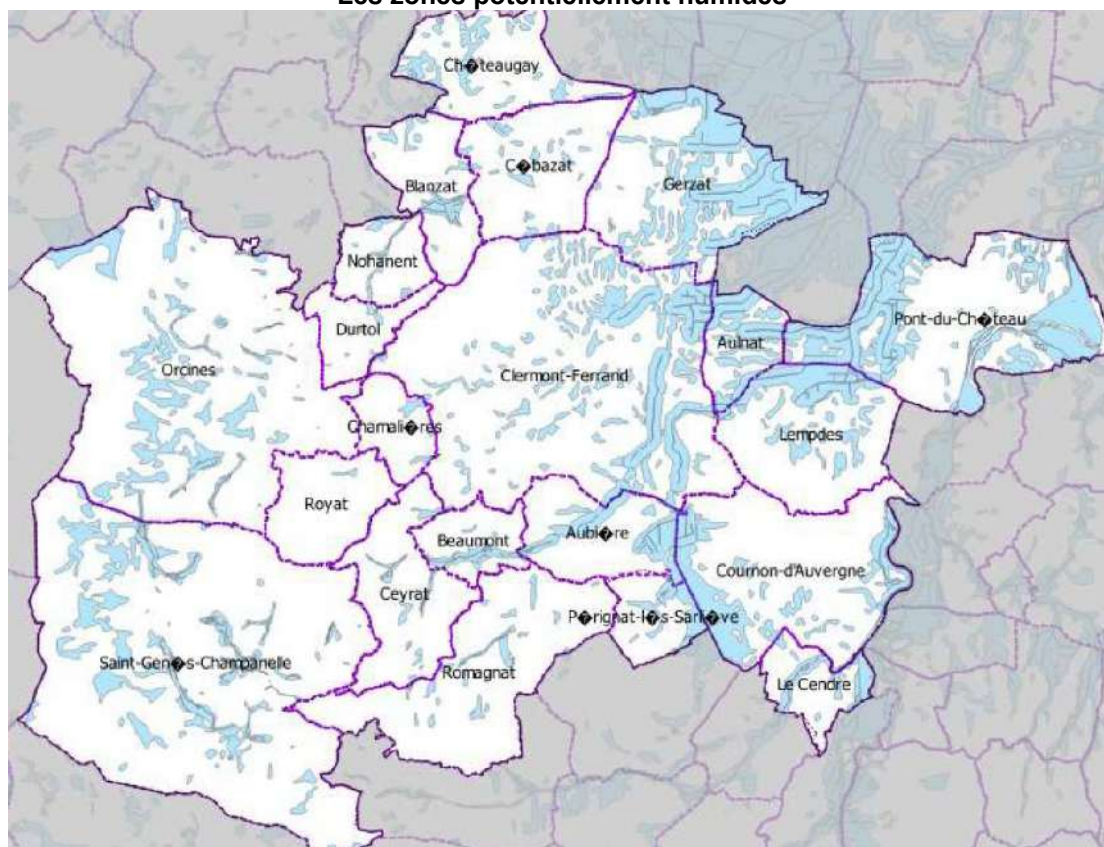 Les zones potentiellement humides
Ch�teaugay
C�bazat
Gerzat
Blanzat
Nohanent
Pont-du-Ch�teau
Durtol
Aulnat
Orcines
Clermont-Ferrand
Chamali�res
Lempdes
Royat
Beaumont
Aubi�re
Cournon-d'Auvergne
Ceyrat
P�rignat-l�s-Sarli�ve
Saint-Gen�s-Champanelle
Romagnat
Le Cendre